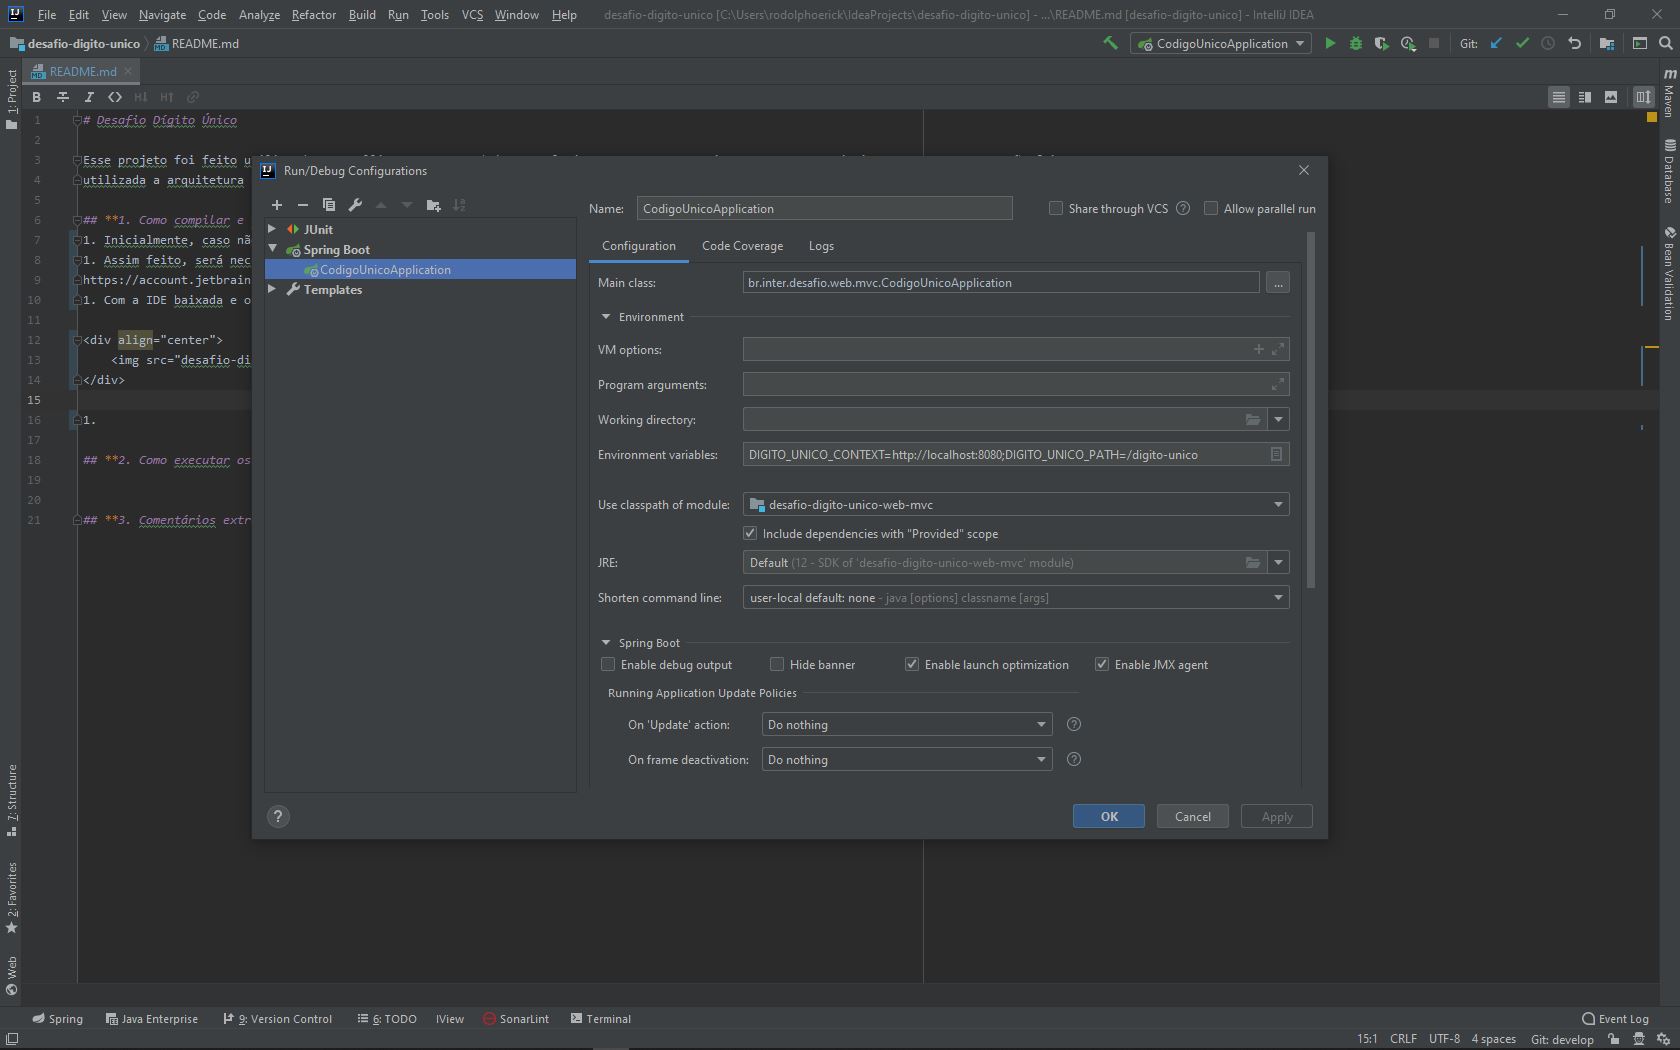 File Edit View Navigate Code Analyze Refactor Build Run Tools VCS Window Help desafio-digito-unico [C:\Users\rodolphoerick\IdeaProjects\desafio-digito-unico] - ...\README.md [desafio-digito-unico] - IntelliJ IDEA
desafio-digito-unico README.md CodigoUnicoApplication Git:
README.md
1: Project
7: Structure
2: Favorites
Web
Maven
Database
Bean Validation
1 # Desafio Dígito Único
2
3 Esse projeto foi feito u
4 utilizada a arquitetura
5
6 ## **1. Como compilar e
7 1. Inicialmente, caso nã
8 1. Assim feito, será nec
9 https://account.jetbrain
10 1. Com a IDE baixada e o
11
12 <div align="center">
13 <img src="desafio-di
14 </div>
15
16 1.
17
18 ## **2. Como executar os
19
20
21 ## **3. Comentários extr
Run/Debug Configurations
JUnit
Spring Boot
CodigoUnicoApplication
Templates
Name: CodigoUnicoApplication Share through VCS ? Allow parallel run
Configuration Code Coverage Logs
Main class: br.inter.desafio.web.mvc.CodigoUnicoApplication ...
Environment
VM options:
Program arguments:
Working directory:
Environment variables: DIGITO_UNICO_CONTEXT=http://localhost:8080;DIGITO_UNICO_PATH=/digito-unico
Use classpath of module: desafio-digito-unico-web-mvc
Include dependencies with "Provided" scope
JRE: Default (12 - SDK of 'desafio-digito-unico-web-mvc' module)
Shorten command line: user-local default: none - java [options] classname [args]
Spring Boot
Enable debug output Hide banner Enable launch optimization Enable JMX agent
Running Application Update Policies
On 'Update' action: Do nothing ?
On frame deactivation: Do nothing ?
? OK Cancel Apply
Spring Java Enterprise 9: Version Control 6: TODO IView SonarLint Terminal Event Log
15:1 CRLF UTF-8 4 spaces Git: develop